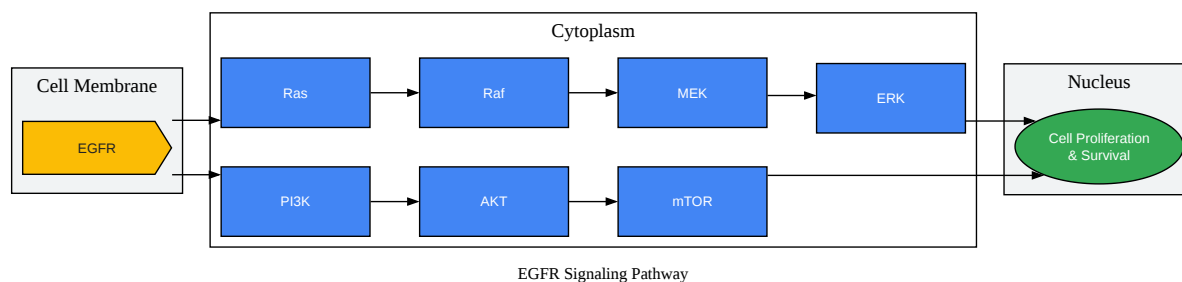 Cytoplasm
Cell Membrane
Nucleus
Ras
Raf
MEK
ERK
EGFR
Cell Proliferation
& Survival
PI3K
AKT
mTOR
EGFR Signaling Pathway